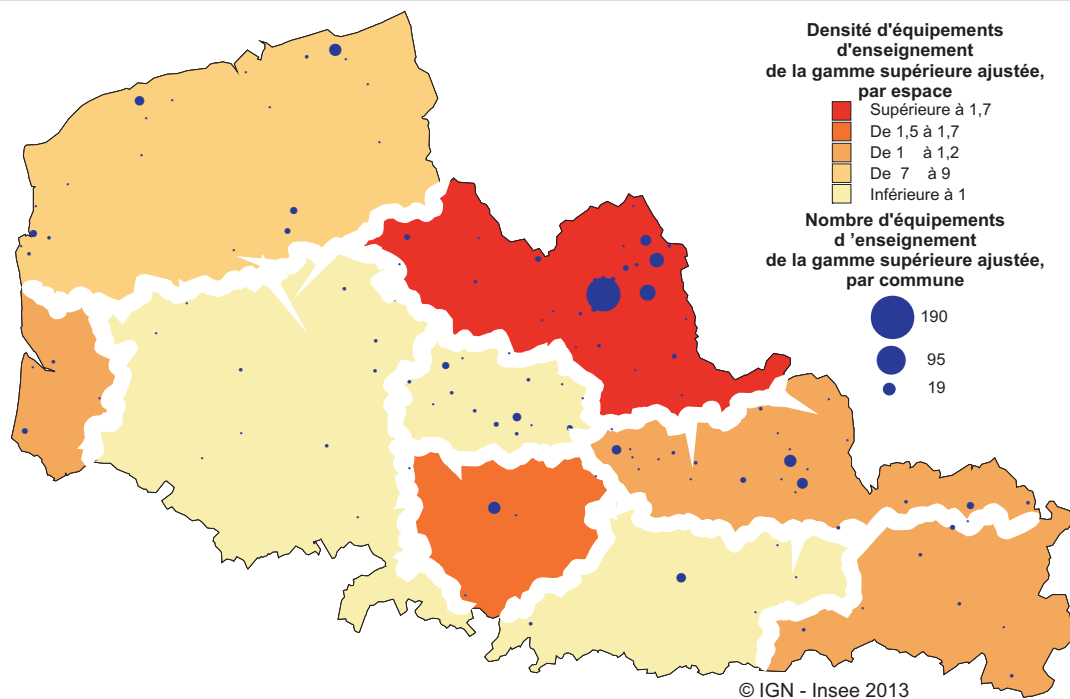 Densité d'équipements
d'enseignement
de la gamme supérieure ajustée,
par espace
Supérieure à 1,7
De 1,5 à 1,7
De 1 à 1,2
De 7 à 9
Inférieure à 1
Nombre d'équipements
d 'enseignement
de la gamme supérieure ajustée,
par commune
190
95
19
© IGN - Insee 2013